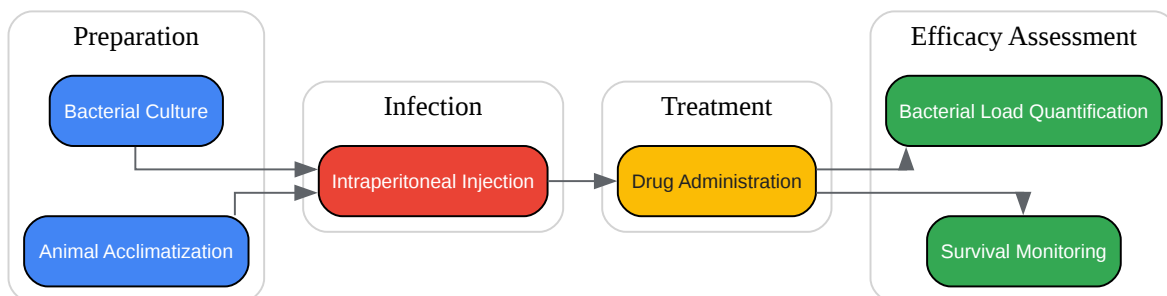 Preparation
Bacterial Culture
Animal Acclimatization
Infection
Intraperitoneal Injection
Treatment
Drug Administration
Efficacy Assessment
Bacterial Load Quantification
Survival Monitoring